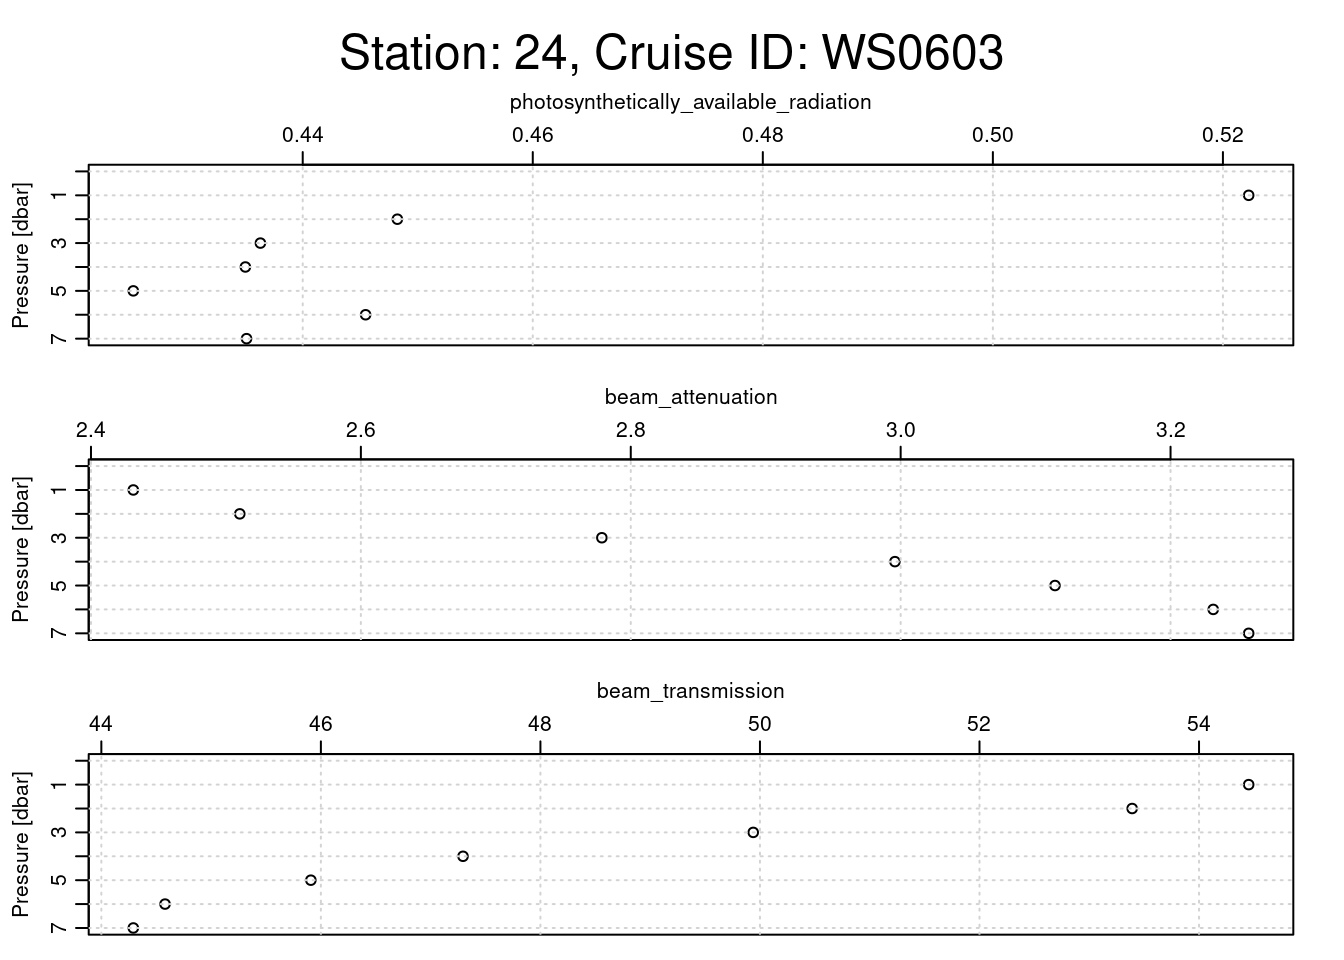 Station: 24, Cruise ID: WS0603
photosynthetically_available_radiation
0.44 0.46 0.48 0.50 0.52
Pressure [dbar]
1
3
5
7
beam_attenuation
2.4 2.6 2.8 3.0 3.2
Pressure [dbar]
1
3
5
7
beam_transmission
44 46 48 50 52 54
Pressure [dbar]
1
3
5
7